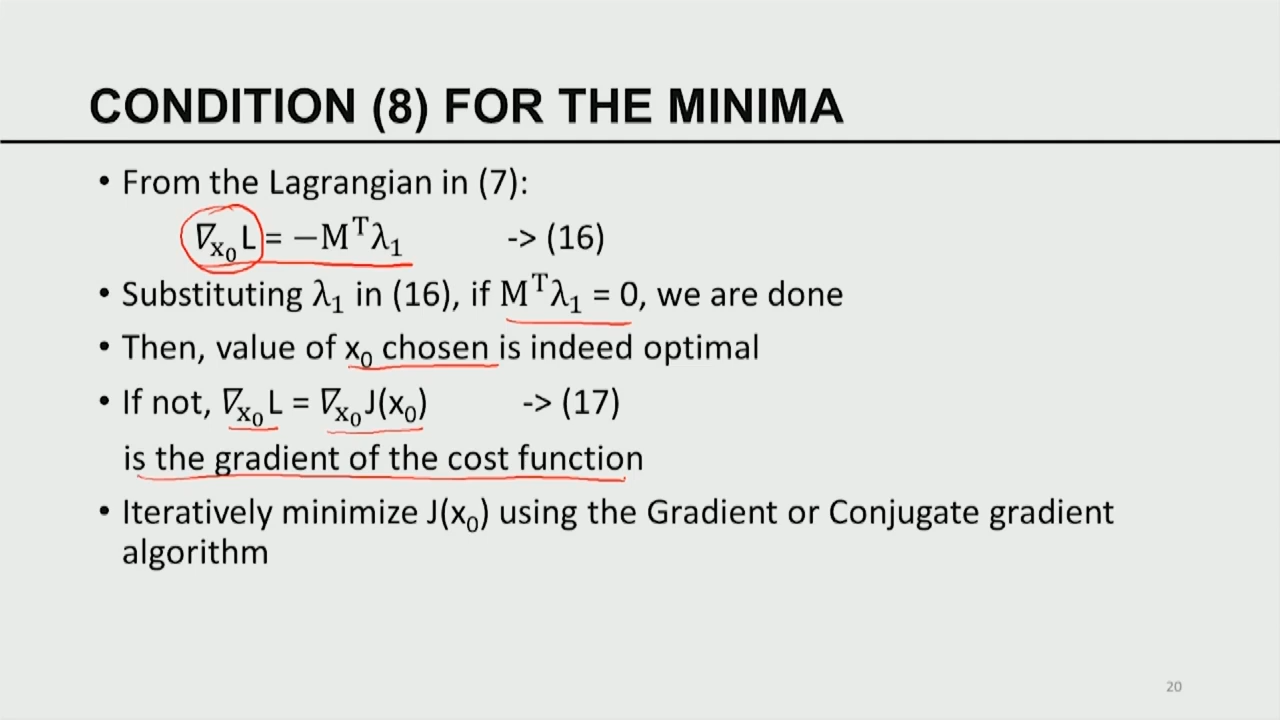 CONDITION (8) FOR THE MINIMA
• From the Lagrangian in (7):
∇x₀L = −Mᵀλ₁ -> (16)
• Substituting λ₁ in (16), if Mᵀλ₁ = 0, we are done
• Then, value of x₀ chosen is indeed optimal
• If not, ∇x₀L = ∇x₀J(x₀) -> (17)
is the gradient of the cost function
• Iteratively minimize J(x₀) using the Gradient or Conjugate gradient
algorithm
20